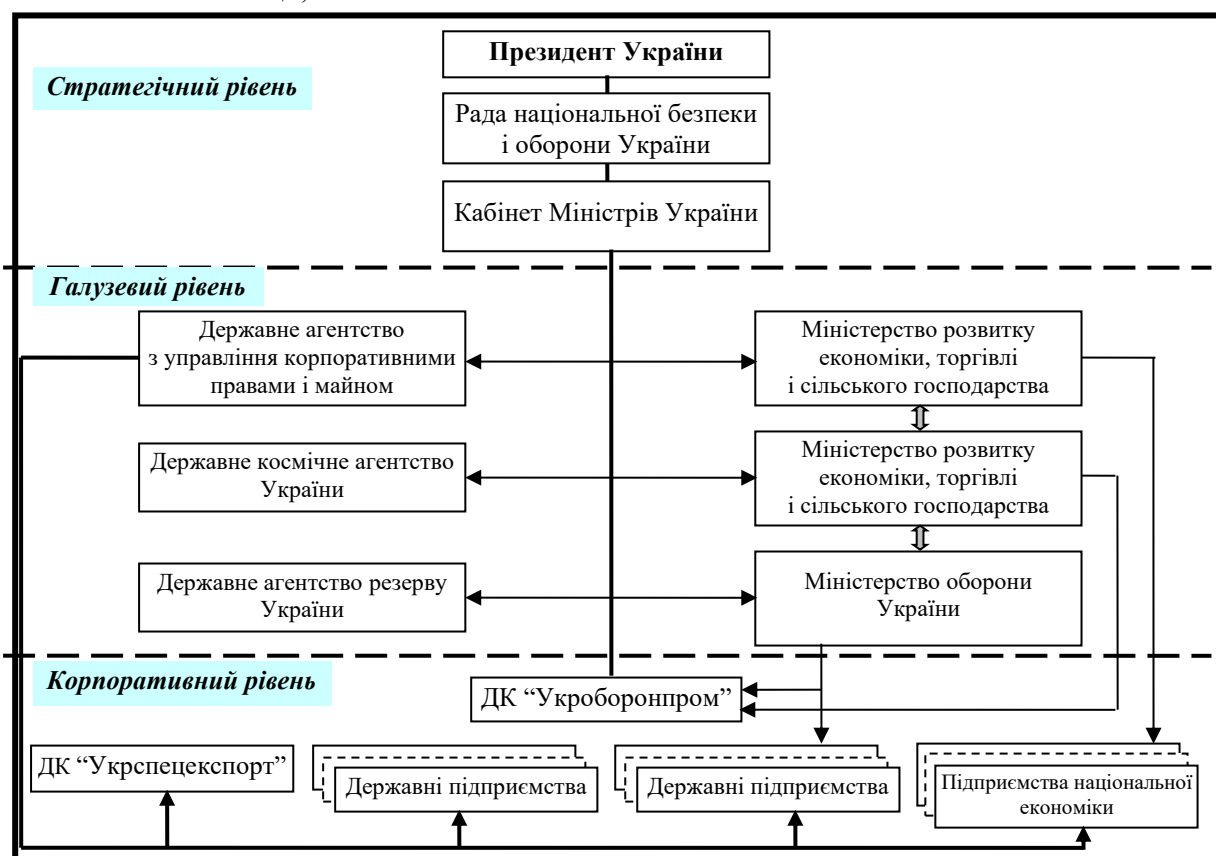 Президент України
Стратегічний рівень
Рада національної безпеки
і оборони України
Кабінет Міністрів України
Галузевий рівень
Державне агентство
з управління корпоративними
правами і майном
Міністерство розвитку
економіки, торгівлі
і сільського господарства
Державне космічне агентство
України
Міністерство розвитку
економіки, торгівлі
і сільського господарства
Державне агентство резерву
України
Міністерство оборони
України
Корпоративний рівень
ДК “Укроборонпром”
ДК “Укрспецекспорт”
Державні підприємства
Державні підприємства
Підприємства національної
економіки